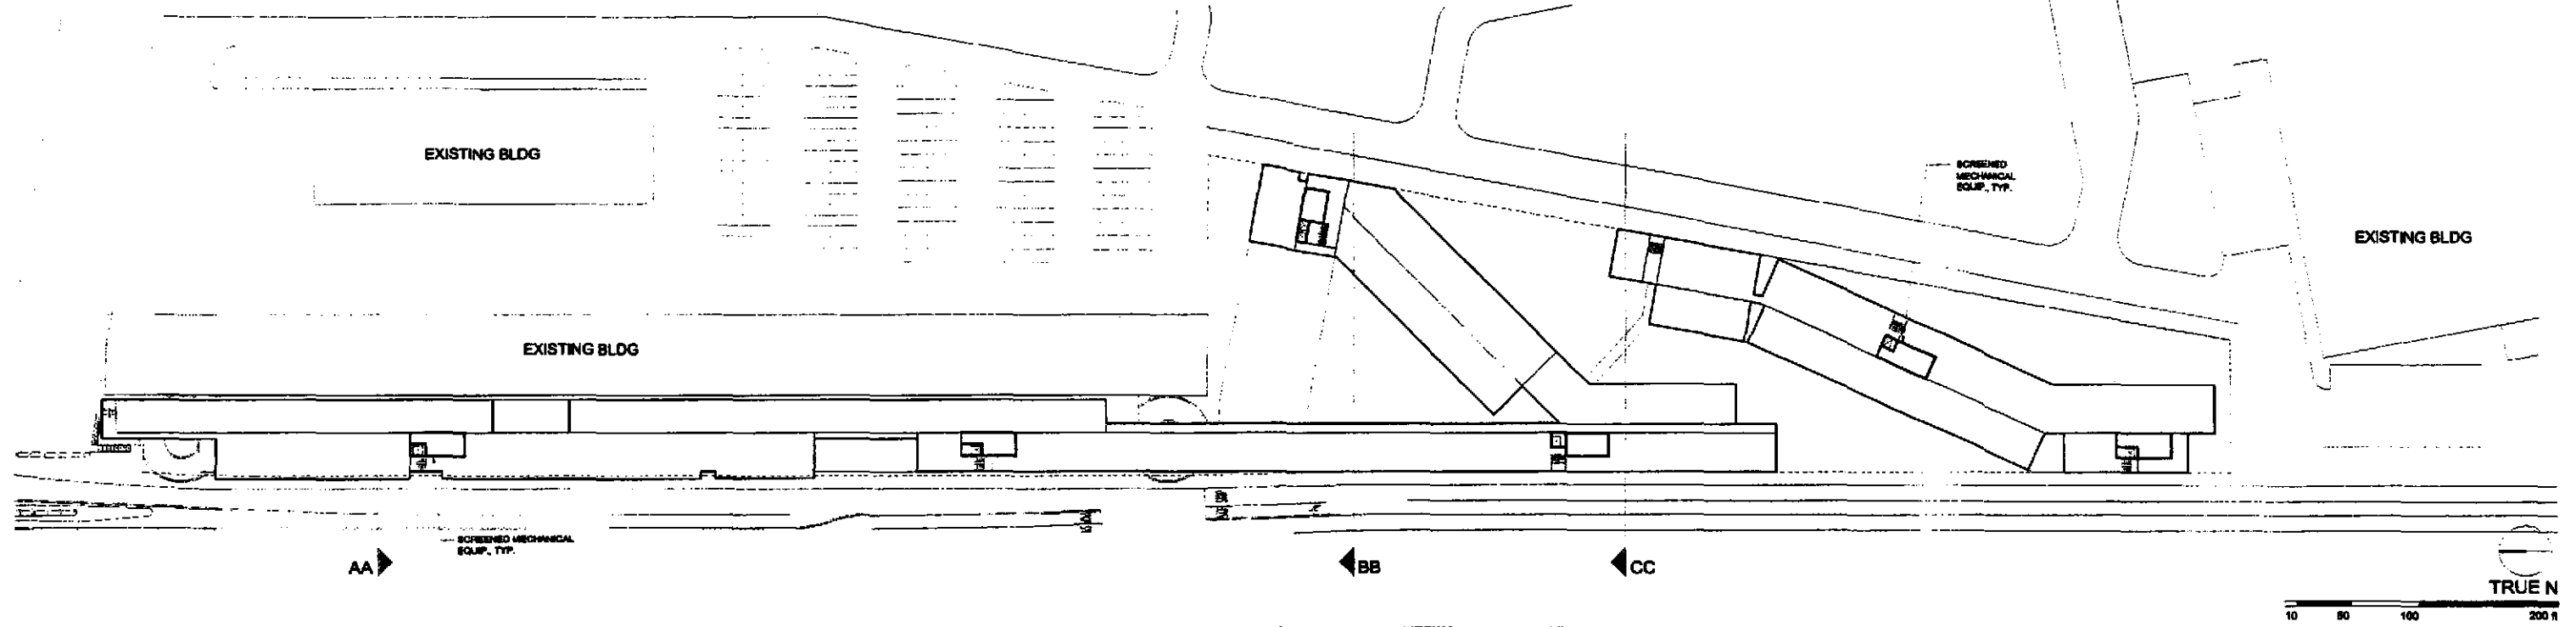 EXISTING BLDG
SCREENED
MECHANICAL
EQUIP., TYP.
EXISTING BLDG
EXISTING BLDG
SCREENED MECHANICAL
EQUIP., TYP.
AA
BB
CC
TRUE N
10 50 100 200 ft